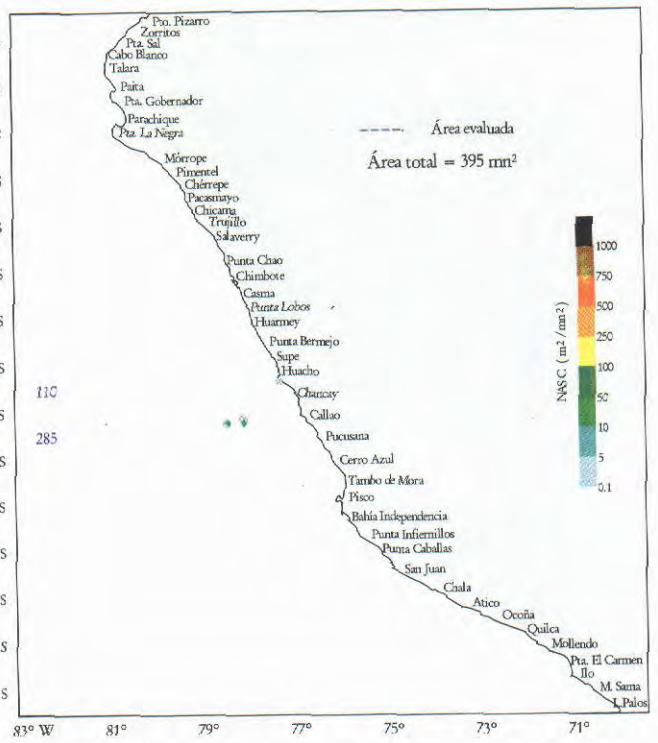 Pto. Pizarro
Zorritos
Pta. Sal
Cabo Blanco
Talara
Paita
Pta. Gobernador
Parachique
Pta. La Negra
Área evaluada
Área total = 395 mn²
Mórrope
Pimentel
Chérrepe
Pacasmayo
Chicama
Trujillo
Salaverry
Punta Chao
Chimbote
Casma
Punta Lobos
Huarmey
Punta Bermejo
Supe
Huacho
Chancay
Callao
Pucusana
Cerro Azul
Tambo de Mora
Pisco
Bahía Independencia
Punta Infiernillos
Punta Caballas
San Juan
Chala
Atico
Ocoña
Quilca
Mollendo
Pta. El Carmen
Ilo
M. Sama
L. Palos
110
285
NASC ( m²/mn²)
1000
750
500
250
100
50
10
5
0.1
S
S
S
S
S
S
S
S
S
S
S
83° W
81°
79°
77°
75°
73°
71°